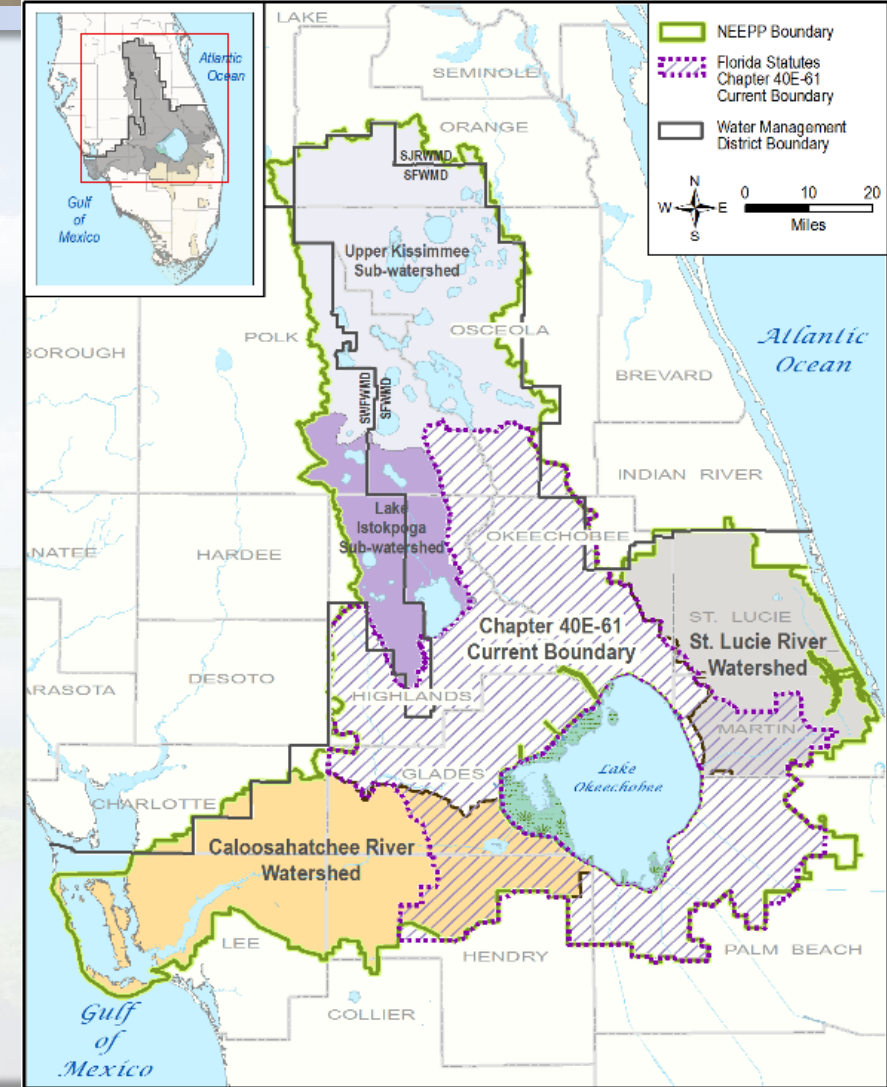 Atlantic
Ocean
Gulf
of
Mexico
NEEPP Boundary
Florida Statutes
Chapter 40E-61
Current Boundary
Water Management
District Boundary
N
W
E
S
0
10
20
Miles
LAKE
SEMINOLE
ORANGE
SJRWMD
SFWMD
Upper Kissimmee
Sub-watershed
POLK
OSCEOLA
BOROUGH
Atlantic
Ocean
BREVARD
SWFWMD
SFWMD
INDIAN RIVER
Lake
Istokpoga
Sub-watershed
OKEECHOBEE
NATEE
HARDEE
ST. LUCIE
St. Lucie River
Watershed
Chapter 40E-61
Current Boundary
DESOTO
ARASOTA
HIGHLANDS
MARTIN
GLADES
Lake
Okeechobee
CHARLOTTE
Caloosahatchee River
Watershed
LEE
HENDRY
PALM BEACH
COLLIER
Gulf
of
Mexico